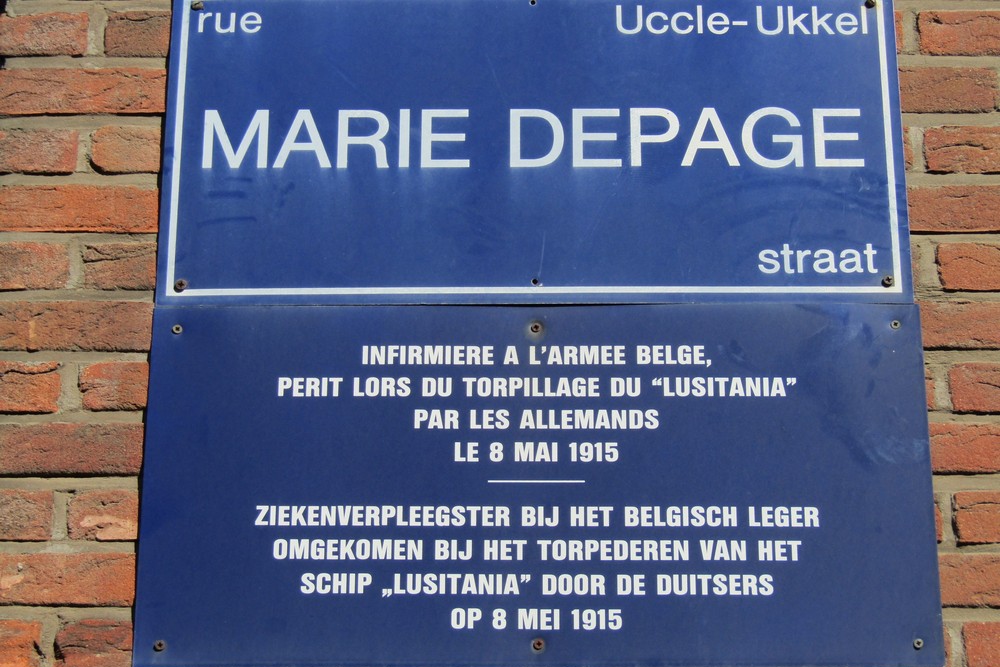 rue Uccle-Ukkel
MARIE DEPAGE
straat
INFIRMIERE A L'ARMEE BELGE,
PERIT LORS DU TORPILLAGE DU “LUSITANIA”
PAR LES ALLEMANDS
LE 8 MAI 1915
ZIEKENVERPLEEGSTER BIJ HET BELGISCH LEGER
OMGEKOMEN BIJ HET TORPEDEREN VAN HET
SCHIP „LUSITANIA” DOOR DE DUITSERS
OP 8 MEI 1915